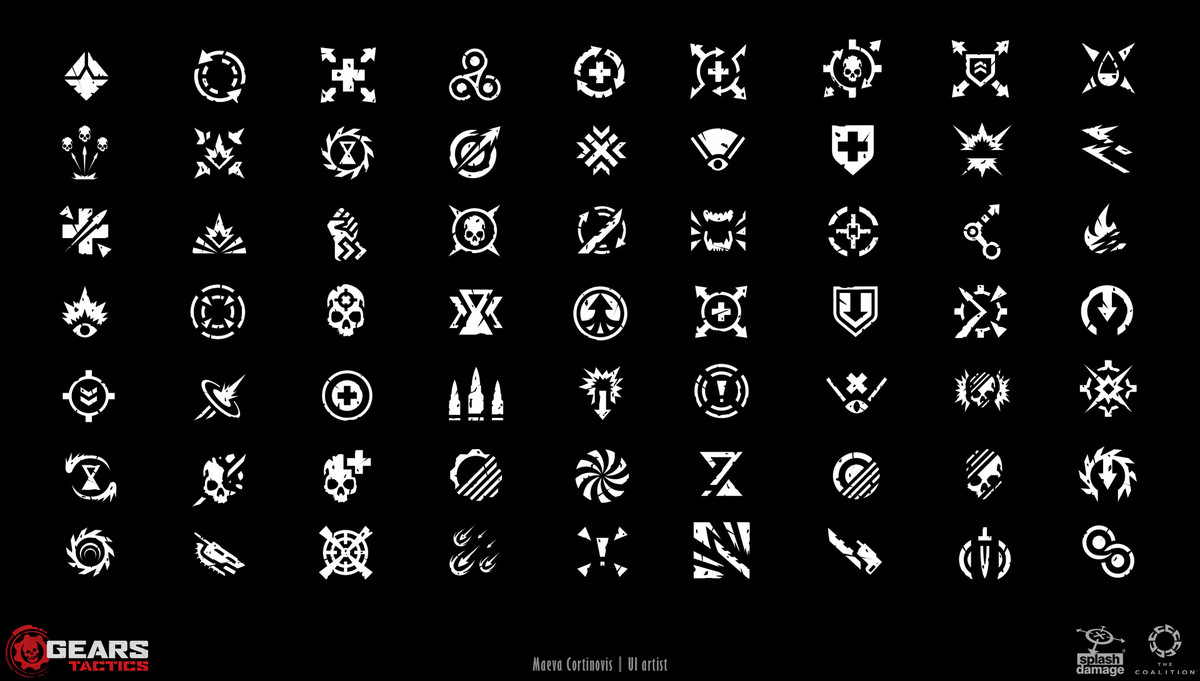 GEARS
TACTICS
Maeva Cortinovis | UI artist
splash
damage
THE
COALITION